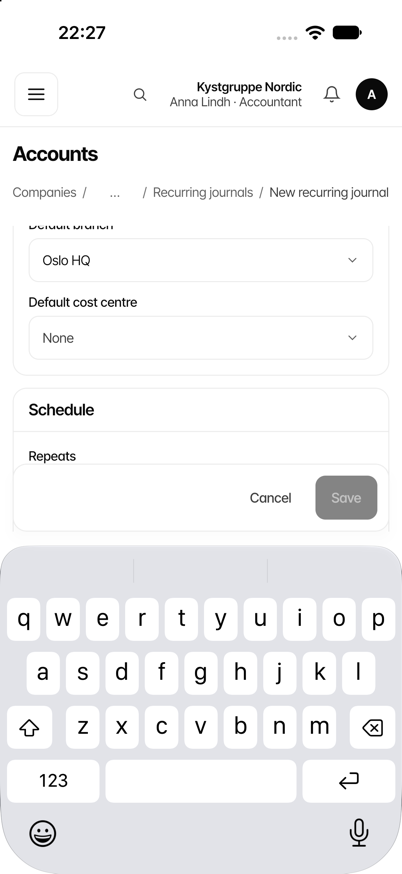 22:27
Kystgruppe Nordic
Anna Lindh · Accountant
A
Accounts
Companies / ... / Recurring journals / New recurring journal
Default branch
Oslo HQ
Default cost centre
None
Schedule
Repeats
Cancel Save
q w e r t y u i o p
a s d f g h j k l
z x c v b n m
123